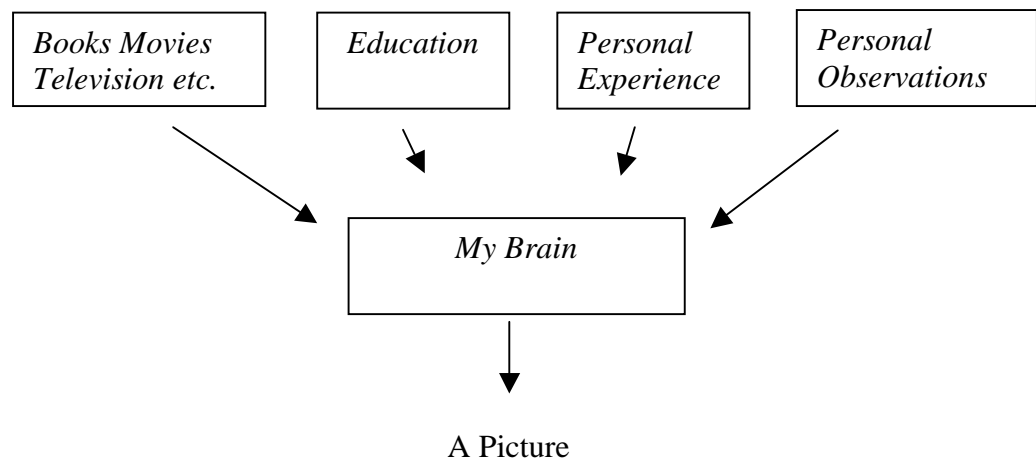 Books Movies
Television etc.
Education
Personal
Experience
Personal
Observations
My Brain
A Picture